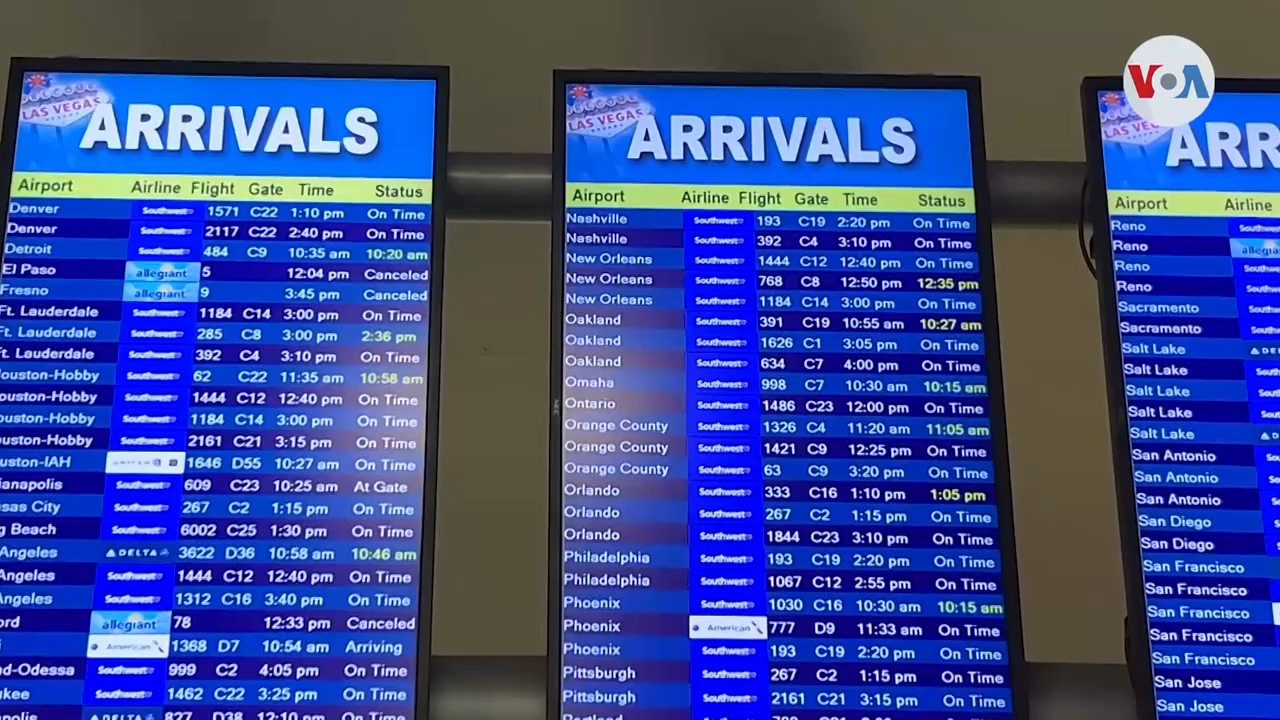 VOA
LAS VEGAS
ARRIVALS
Airport Airline Flight Gate Time Status
Denver Southwest 1571 C22 1:10 pm On Time
Denver Southwest 2117 C22 2:40 pm On Time
Detroit Southwest 484 C9 10:35 am 10:20 am
El Paso allegiant 5 12:04 pm Canceled
Fresno allegiant 9 3:45 pm Canceled
Ft. Lauderdale Southwest 1184 C14 3:00 pm On Time
Ft. Lauderdale Southwest 285 C8 3:00 pm 2:36 pm
Ft. Lauderdale Southwest 392 C4 3:10 pm On Time
ouston-Hobby Southwest 62 C22 11:35 am 10:58 am
ouston-Hobby Southwest 1444 C12 12:40 pm On Time
ouston-Hobby Southwest 1184 C14 3:00 pm On Time
ouston-Hobby Southwest 2161 C21 3:15 pm On Time
uston-IAH 1646 D55 10:27 am On Time
ianapolis Southwest 609 C23 10:25 am At Gate
sas City Southwest 267 C2 1:15 pm On Time
g Beach Southwest 6002 C25 1:30 pm On Time
Angeles DELTA 3622 D36 10:58 am 10:46 am
Angeles Southwest 1444 C12 12:40 pm On Time
Angeles Southwest 1312 C16 3:40 pm On Time
ord allegiant 78 12:33 pm Canceled
i American 1368 D7 10:54 am Arriving
nd-Odessa Southwest 999 C2 4:05 pm On Time
ukee Southwest 1462 C22 3:25 pm On Time
apolis DELTA 827 D38 12:10 pm On Time
LAS VEGAS
ARRIVALS
Airport Airline Flight Gate Time Status
Nashville Southwest 193 C19 2:20 pm On Time
Nashville Southwest 392 C4 3:10 pm On Time
New Orleans Southwest 1444 C12 12:40 pm On Time
New Orleans Southwest 768 C8 12:50 pm 12:35 pm
New Orleans Southwest 1184 C14 3:00 pm On Time
Oakland Southwest 391 C19 10:55 am 10:27 am
Oakland Southwest 1626 C1 3:05 pm On Time
Oakland Southwest 634 C7 4:00 pm On Time
Omaha Southwest 998 C7 10:30 am 10:15 am
Ontario Southwest 1486 C23 12:00 pm On Time
Orange County Southwest 1326 C4 11:20 am 11:05 am
Orange County Southwest 1421 C9 12:25 pm On Time
Orange County Southwest 63 C9 3:20 pm On Time
Orlando Southwest 333 C16 1:10 pm 1:05 pm
Orlando Southwest 267 C2 1:15 pm On Time
Orlando Southwest 1844 C23 3:10 pm On Time
Philadelphia Southwest 193 C19 2:20 pm On Time
Philadelphia Southwest 1067 C12 2:55 pm On Time
Phoenix Southwest 1030 C16 10:30 am 10:15 am
Phoenix American 777 D9 11:33 am On Time
Phoenix Southwest 193 C19 2:20 pm On Time
Pittsburgh Southwest 267 C2 1:15 pm On Time
Pittsburgh Southwest 2161 C21 3:15 pm On Time
LAS VEGAS
ARR
Airport Airline
Reno Southw
Reno allegia
Reno Southw
Reno Southw
Sacramento Southw
Sacramento Southw
Salt Lake DEL
Salt Lake South
Salt Lake South
Salt Lake South
Salt Lake
San Antonio
San Antonio
San Antonio
San Diego
San Diego
San Francisco
San Francisco
San Francisco
San Francisco
San Francisco
San Jose
San Jose